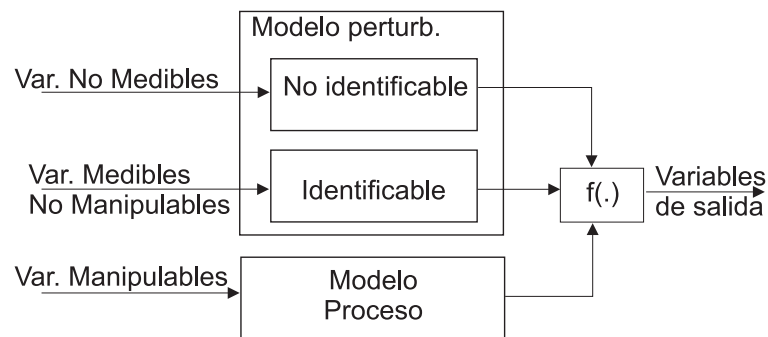 Modelo perturb.
Var. No Medibles
No identificable
Var. Medibles
No Manipulables
Identificable
f(.)
Variables
de salida
Var. Manipulables
Modelo
Proceso